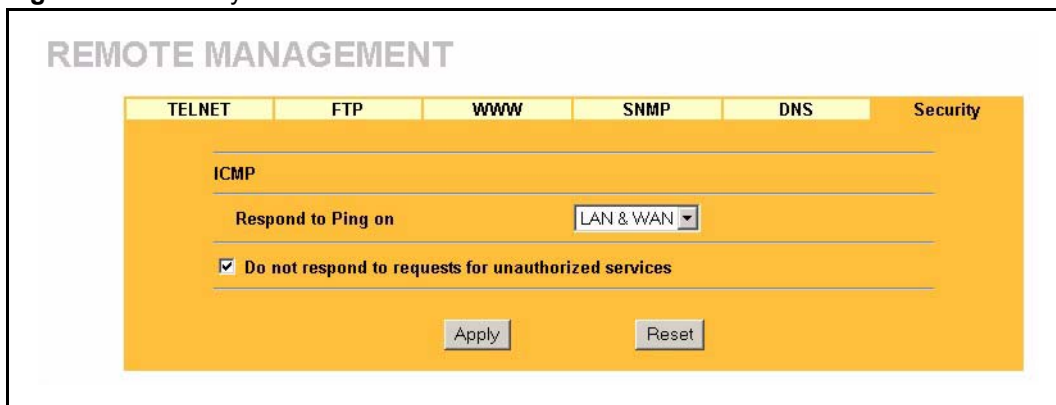 REMOTE MANAGEMENT
TELNET FTP WWW SNMP DNS Security
ICMP
Respond to Ping on LAN & WAN
Do not respond to requests for unauthorized services
Apply Reset